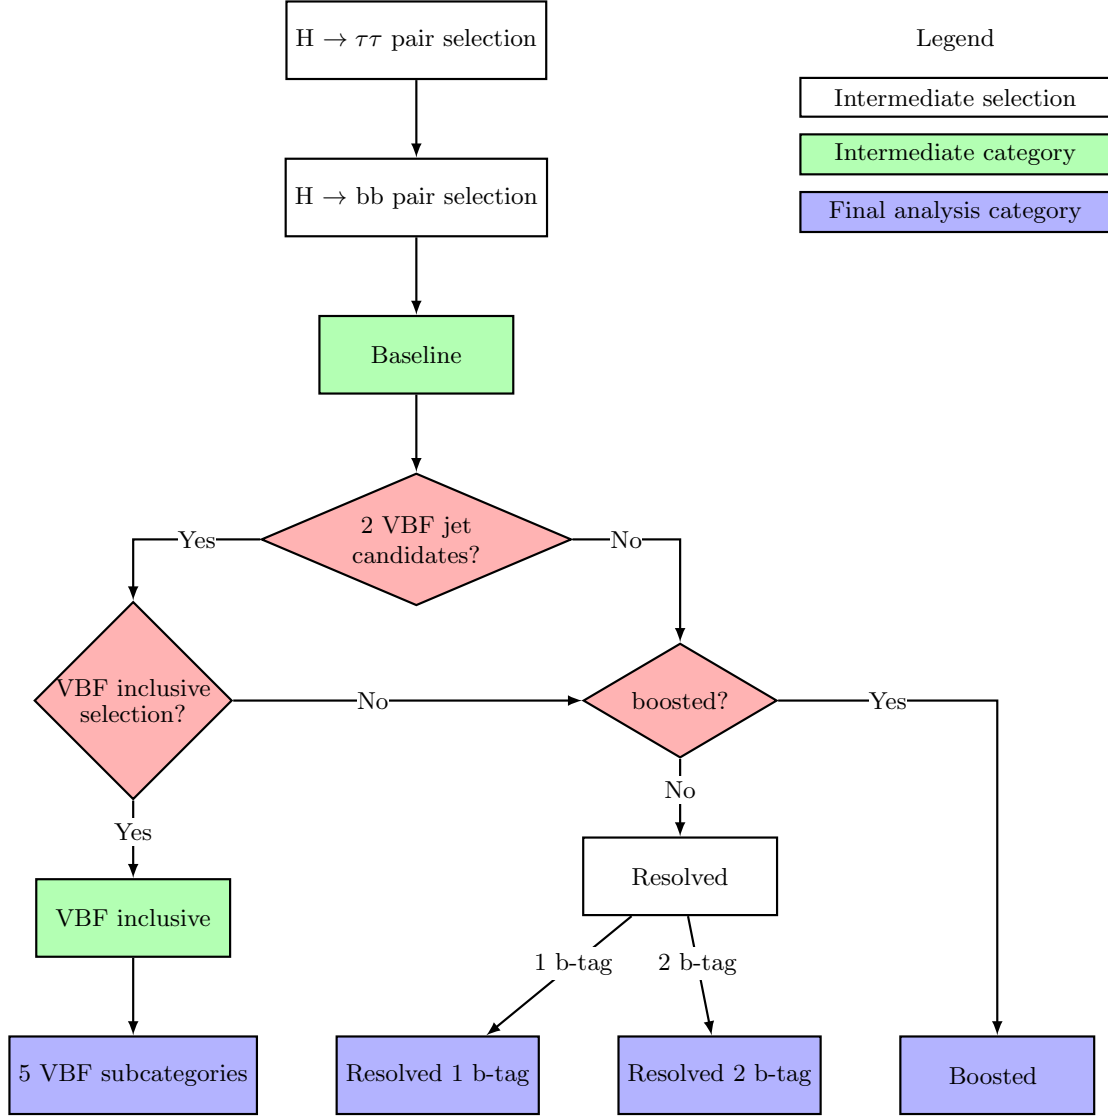 H → ττ pair selection
Legend
Intermediate selection
Intermediate category
H → bb pair selection
Final analysis category
Baseline
2 VBF jet
candidates?
Yes
No
VBF inclusive
selection?
No
boosted?
Yes
No
Yes
Resolved
VBF inclusive
1 b-tag
2 b-tag
5 VBF subcategories
Resolved 1 b-tag
Resolved 2 b-tag
Boosted